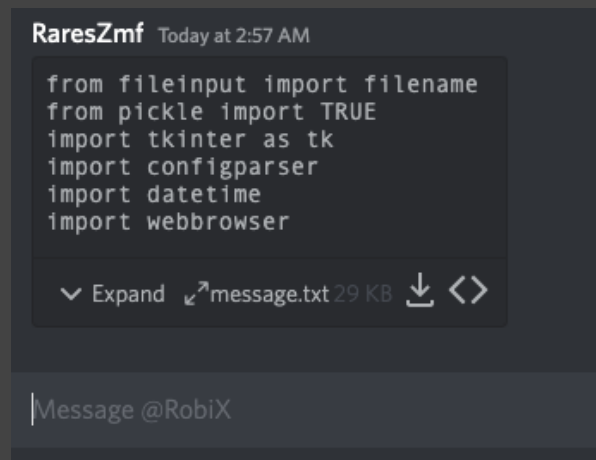 RaresZmf Today at 2:57 AM
from fileinput import filename
from pickle import TRUE
import tkinter as tk
import configparser
import datetime
import webbrowser
Expand message.txt 29 KB
Message @RobiX